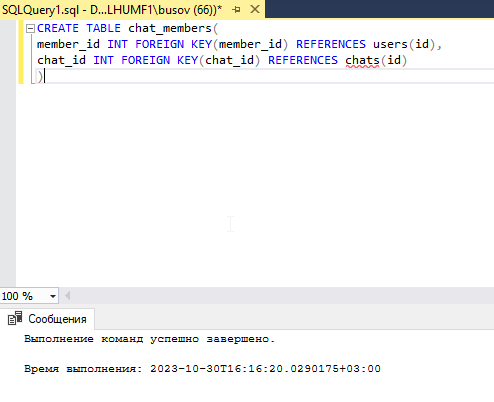 SQLQuery1.sql - D...LHUMF1\busov (66))*
CREATE TABLE chat_members(
member_id INT FOREIGN KEY(member_id) REFERENCES users(id),
chat_id INT FOREIGN KEY(chat_id) REFERENCES chats(id)
)
100 %
Сообщения
Выполнение команд успешно завершено.
Время выполнения: 2023-10-30T16:16:20.0290175+03:00